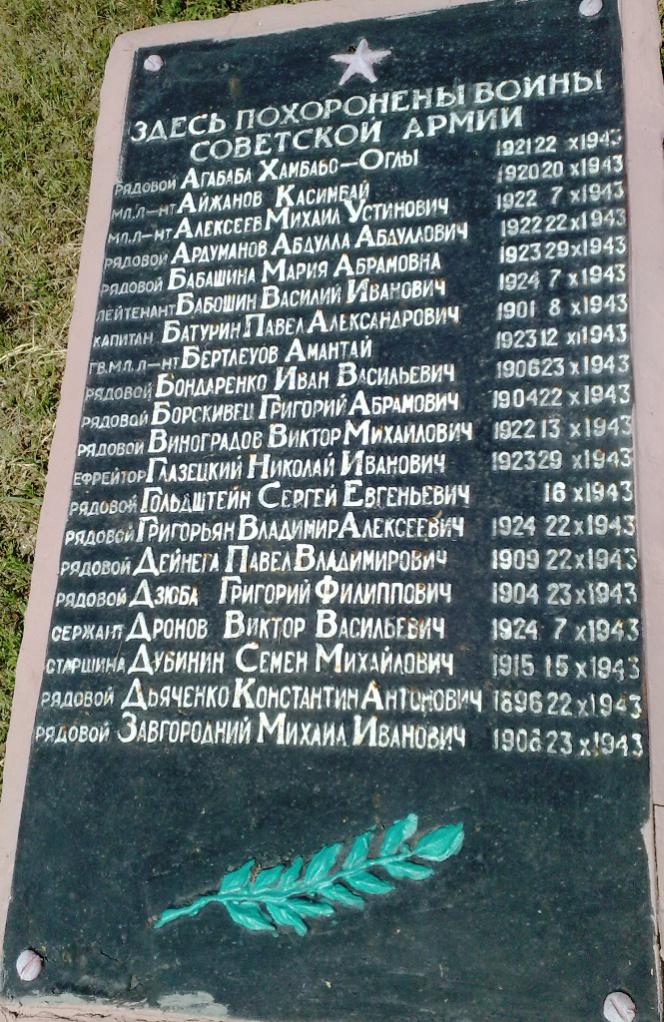 ЗДЕСЬ ПОХОРОНЕНЫ ВОИНЫ
СОВЕТСКОЙ АРМИИ
РЯДОВОЙ АГАБАБА ХАМБАБС-ОГЛЫ 1921 22 X 1943
МЛ.Л-НТ АЙЖАНОВ КАСИМБАЙ 1920 20 X 1943
МЛ.Л-НТ АЛЕКСЕЕВ МИХАИЛ УСТИНОВИЧ 1922 7 X 1943
РЯДОВОЙ АРДУМАНОВ АБДУЛЛА АБДУЛЛОВИЧ 1922 22 X 1943
РЯДОВОЙ БАБАШИНА МАРИЯ АБРАМОВНА 1923 29 X 1943
ЛЕЙТЕНАНТ БАБОШИН ВАСИЛИЙ ИВАНОВИЧ 1924 7 X 1943
КАПИТАН БАТУРИН ПАВЕЛ АЛЕКСАНДРОВИЧ 1901 8 X 1943
ГВ.МЛ.Л-НТ БЕРТЛЕУОВ АМАНТАЙ 1923 12 XI 1943
РЯДОВОЙ БОНДАРЕНКО ИВАН ВАСИЛЬЕВИЧ 1906 23 X 1943
РЯДОВОЙ БОРСКИВЕЦ ГРИГОРИЙ АБРАМОВИЧ 1904 22 X 1943
РЯДОВОЙ ВИНОГРАДОВ ВИКТОР МИХАИЛОВИЧ 1922 13 X 1943
ЕФРЕЙТОР ГЛАЗЕЦКИЙ НИКОЛАЙ ИВАНОВИЧ 1923 29 X 1943
РЯДОВОЙ ГОЛЬДШТЕЙН СЕРГЕЙ ЕВГЕНЬЕВИЧ 16 X 1943
РЯДОВОЙ ГРИГОРЬЯН ВЛАДИМИР АЛЕКСЕЕВИЧ 1924 22 X 1943
РЯДОВОЙ ДЕЙНЕГА ПАВЕЛ ВЛАДИМИРОВИЧ 1909 22 X 1943
РЯДОВОЙ ДЗЮБА ГРИГОРИЙ ФИЛИППОВИЧ 1904 23 X 1943
СЕРЖАНТ ДРОНОВ ВИКТОР ВАСИЛЬЕВИЧ 1924 7 X 1943
СТАРШИНА ДУБИНИН СЕМЕН МИХАЙЛОВИЧ 1915 15 X 1943
РЯДОВОЙ ДЬЯЧЕНКО КОНСТАНТИН АНТОНОВИЧ 1896 22 X 1943
РЯДОВОЙ ЗАВГОРОДНИЙ МИХАИЛ ИВАНОВИЧ 1906 23 X 1943